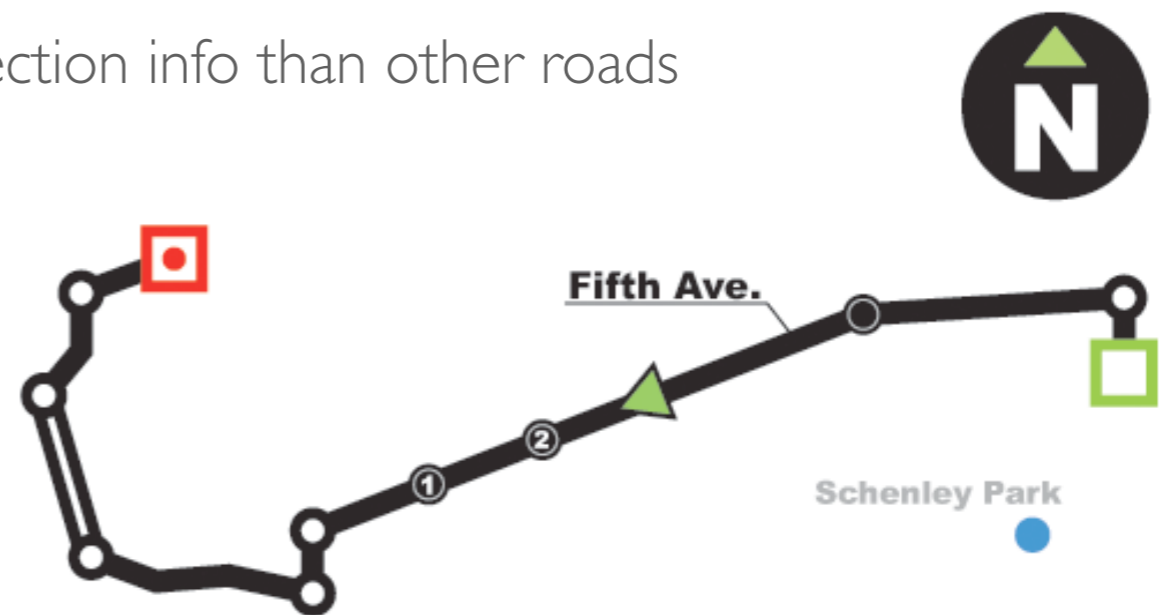 ection info than other roads
N
Fifth Ave.
2
1
Schenley Park